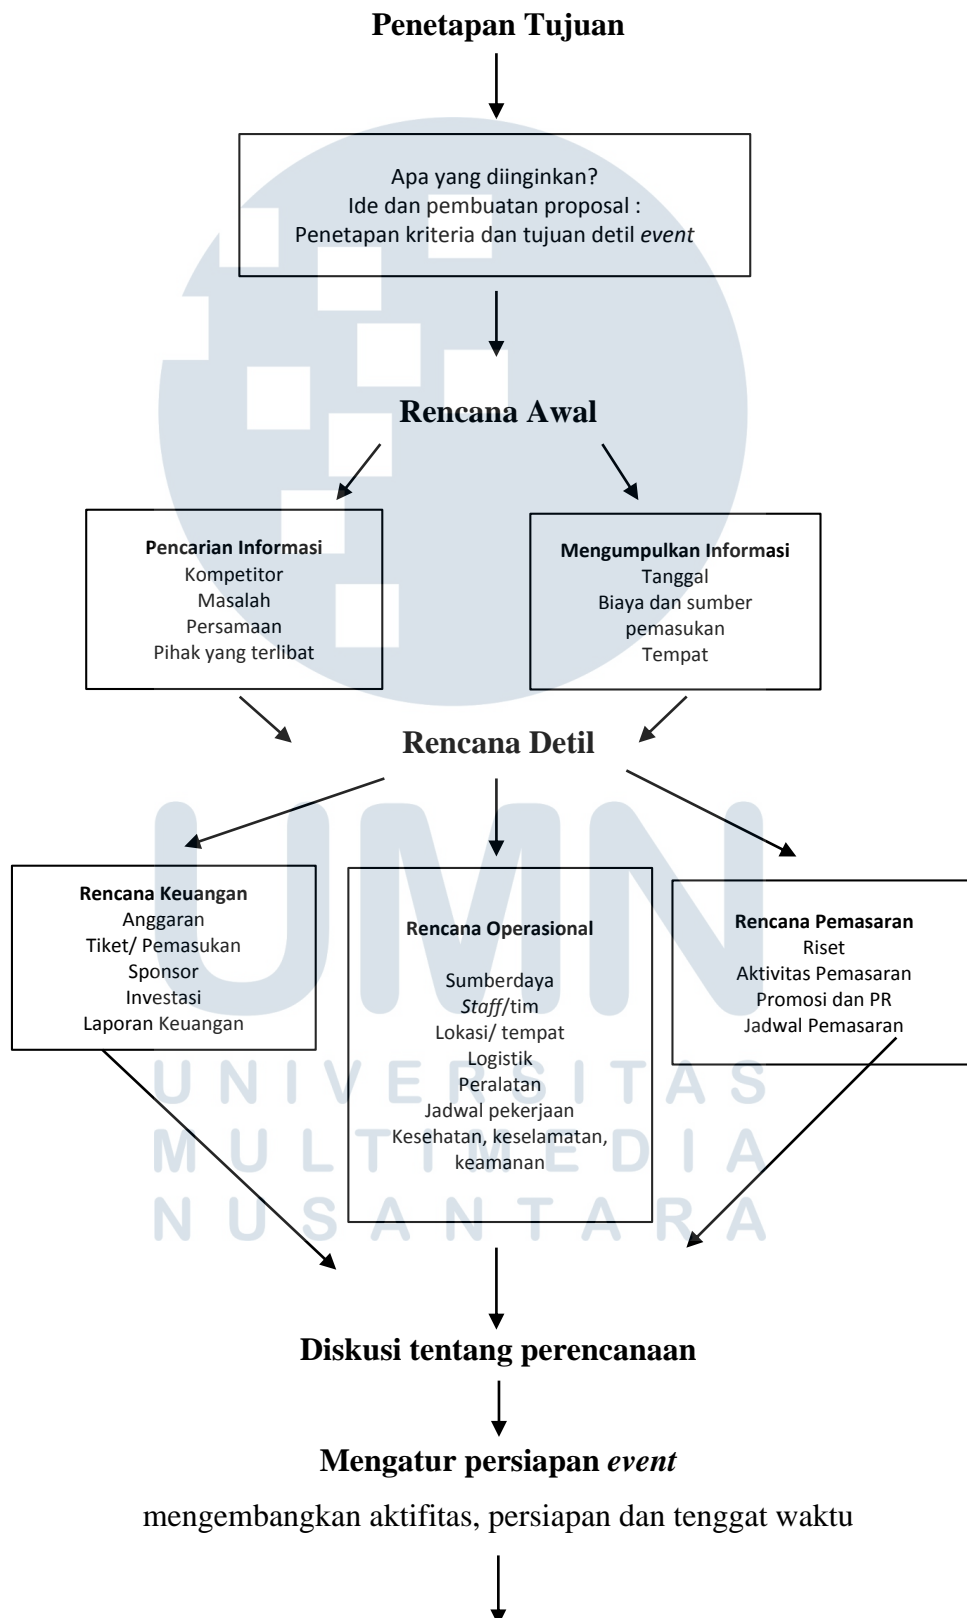 Penetapan Tujuan
Apa yang diinginkan?
Ide dan pembuatan proposal :
Penetapan kriteria dan tujuan detil event
Rencana Awal
Pencarian Informasi
Kompetitor
Masalah
Persamaan
Pihak yang terlibat
Mengumpulkan Informasi
Tanggal
Biaya dan sumber
pemasukan
Tempat
Rencana Detil
UMN
Rencana Keuangan
Anggaran
Tiket/ Pemasukan
Sponsor
Investasi
Laporan Keuangan
Rencana Operasional
Sumberdaya
Staff/tim
Lokasi/ tempat
Logistik
Peralatan
Jadwal pekerjaan
Kesehatan, keselamatan,
keamanan
Rencana Pemasaran
Riset
Aktivitas Pemasaran
Promosi dan PR
Jadwal Pemasaran
UNIVERSITAS
MULTIMEDIA
NUSANTARA
Diskusi tentang perencanaan
Mengatur persiapan event
mengembangkan aktifitas, persiapan dan tenggat waktu